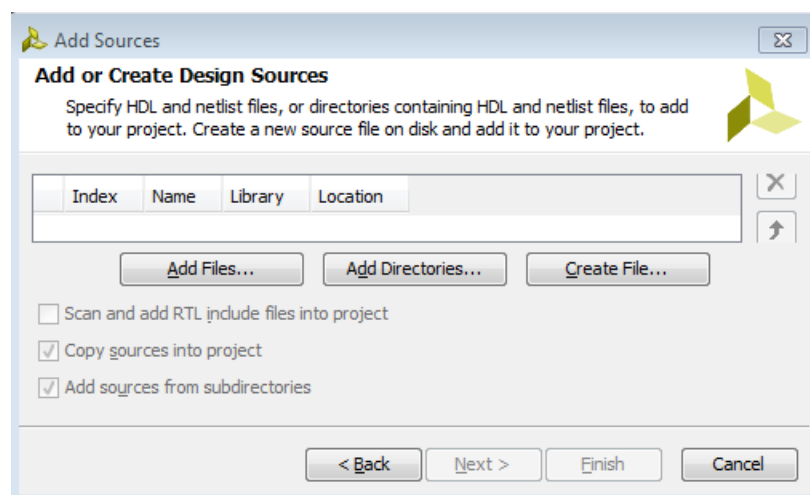 Add Sources
Add or Create Design Sources
Specify HDL and netlist files, or directories containing HDL and netlist files, to add
to your project. Create a new source file on disk and add it to your project.
Index Name Library Location
Add Files... Add Directories... Create File...
Scan and add RTL include files into project
Copy sources into project
Add sources from subdirectories
< Back Next > Finish Cancel